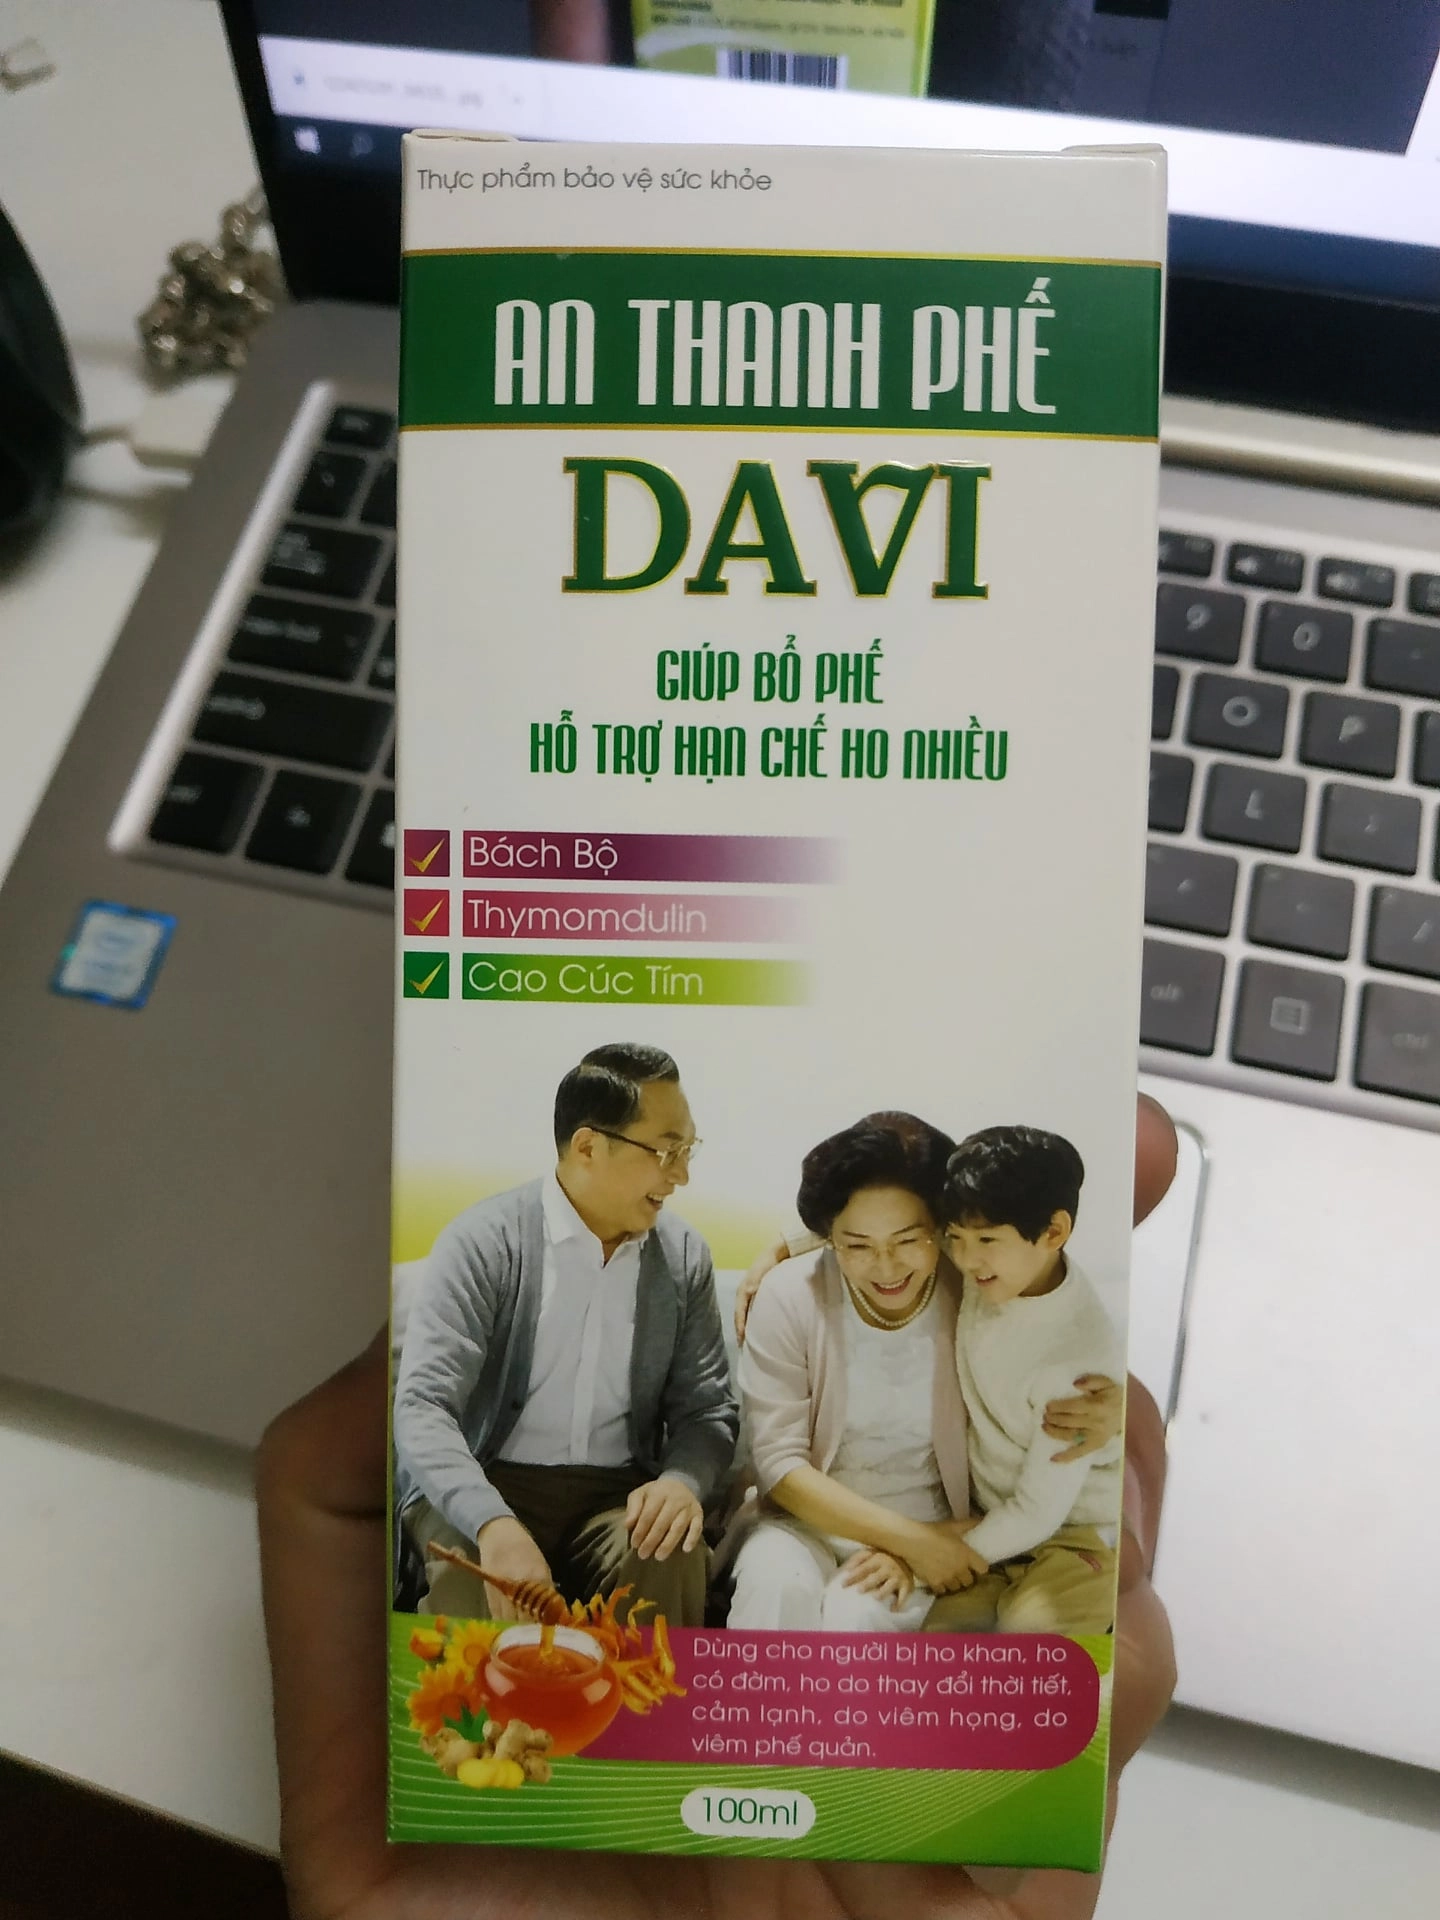 Thực phẩm bảo vệ sức khỏe
AN THANH PHẾ
DAVI
GIÚP BỔ PHẾ
HỖ TRỢ HẠN CHẾ HO NHIỀU
Bách Bộ
Thymomdulin
Cao Cúc Tím
Dùng cho người bị ho khan, ho
có đờm, ho do thay đổi thời tiết,
cảm lạnh, do viêm họng, do
viêm phế quản.
100ml